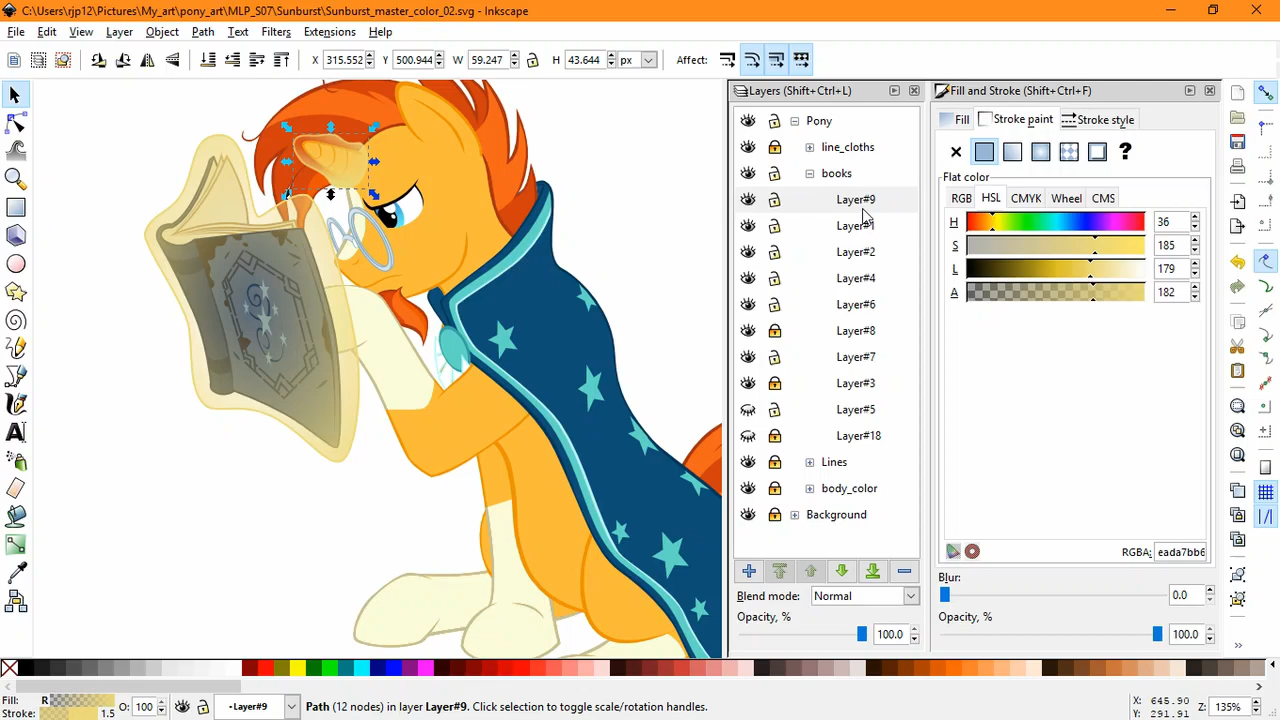 C:\Users\rjp12\Pictures\My_art\pony_art\MLP_S07\Sunburst\Sunburst_master_color_02.svg - Inkscape
File Edit View Layer Object Path Text Filters Extensions Help
X 315.552 Y 500.944 W 59.247 H 43.644 px Affect:
Layers (Shift+Ctrl+L)
Fill and Stroke (Shift+Ctrl+F)
Pony
line_cloths
books
Layer#9
Layer#1
Layer#2
Layer#4
Layer#6
Layer#8
Layer#7
Layer#3
Layer#5
Layer#18
Lines
body_color
Background
Blend mode: Normal
Opacity, %
100.0
Fill Stroke paint Stroke style
?
Flat color
RGB HSL CMYK Wheel CMS
H 36
S 185
L 179
A 182
RGBA: eada7bb6
Blur:
0.0
Opacity, %
100.0
Fill: R O: 100
Stroke: 1.5
-Layer#9
Path (12 nodes) in layer Layer#9. Click selection to toggle scale/rotation handles.
X: 645.90
Y: 291.91
Z: 135%